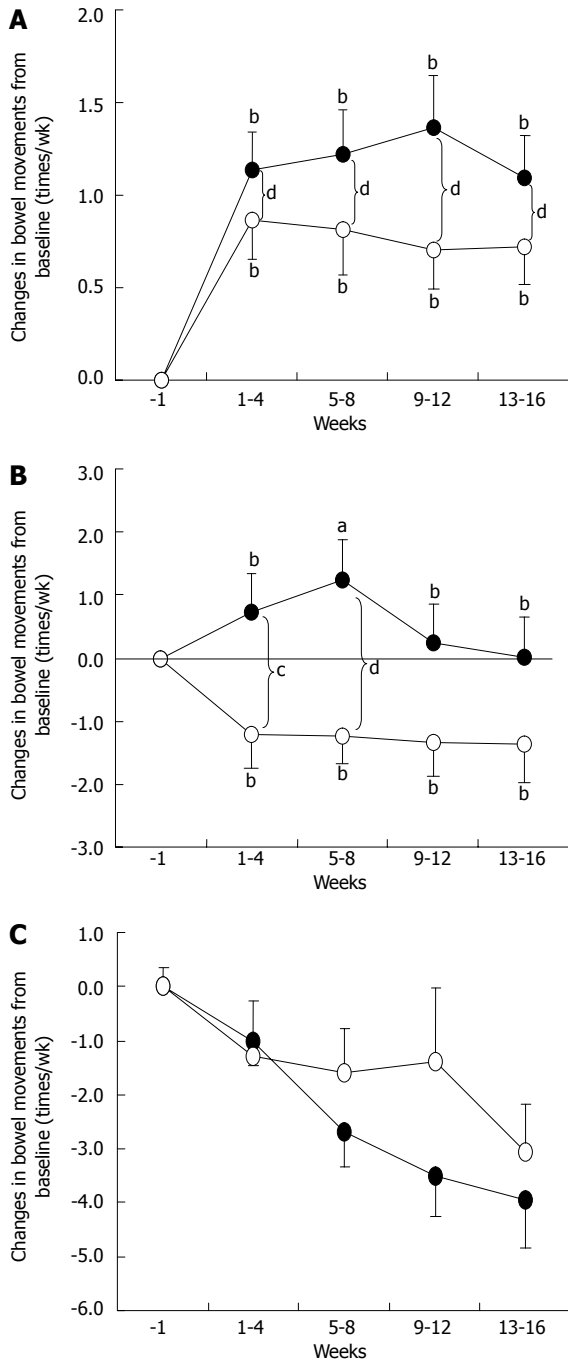 A
Changes in bowel movements from
baseline (times/wk)
2.0
1.5
1.0
0.5
0.0
b
b
b
b
d
d
d
d
b
b
b
b
-1
1-4
5-8
9-12
13-16
Weeks
B
Changes in bowel movements from
baseline (times/wk)
3.0
2.0
1.0
0.0
-1.0
-2.0
-3.0
b
a
b
b
c
d
b
b
b
b
-1
1-4
5-8
9-12
13-16
Weeks
C
Changes in bowel movements from
baseline (times/wk)
1.0
0.0
-1.0
-2.0
-3.0
-4.0
-5.0
-6.0
-1
1-4
5-8
9-12
13-16
Weeks